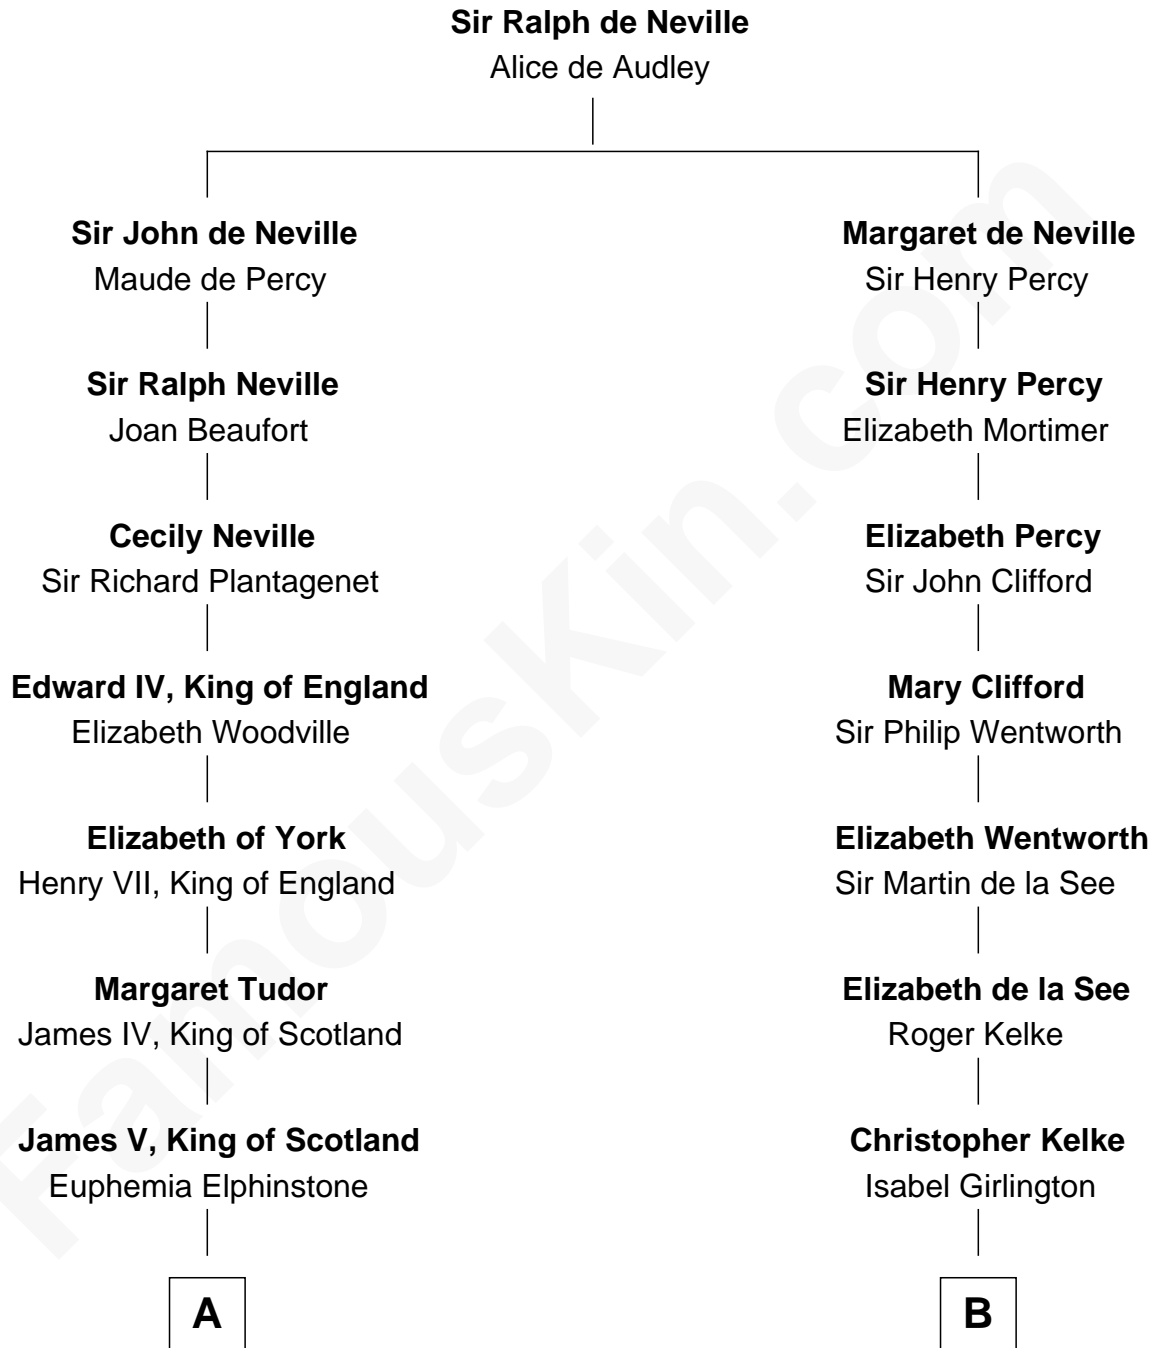 Sir Ralph de Neville
Alice de Audley
Sir John de Neville
Maude de Percy
Margaret de Neville
Sir Henry Percy
Sir Ralph Neville
Joan Beaufort
Sir Henry Percy
Elizabeth Mortimer
Cecily Neville
Sir Richard Plantagenet
Elizabeth Percy
Sir John Clifford
Edward IV, King of England
Elizabeth Woodville
Mary Clifford
Sir Philip Wentworth
Elizabeth of York
Henry VII, King of England
Elizabeth Wentworth
Sir Martin de la See
Margaret Tudor
James IV, King of Scotland
Elizabeth de la See
Roger Kelke
James V, King of Scotland
Euphemia Elphinstone
Christopher Kelke
Isabel Girlington
A
B
FamousKin.com